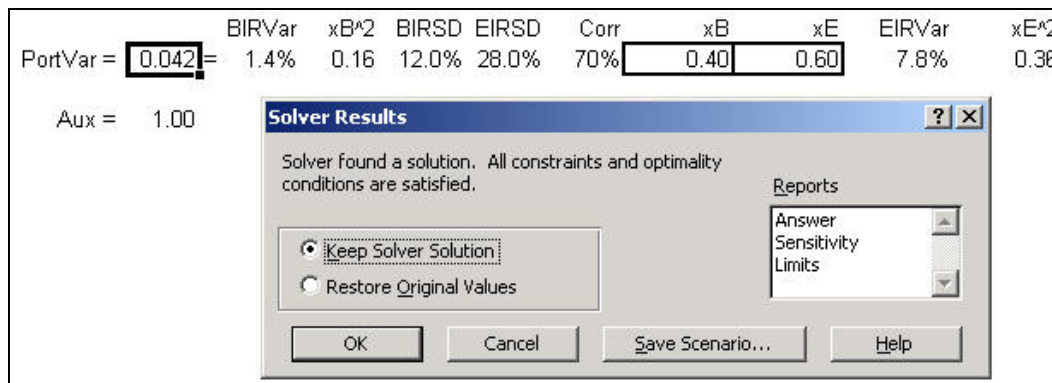 BIRVar xB^2 BIRSD EIRSD Corr xB xE EIRVar xE^2
PortVar = 0.042 = 1.4% 0.16 12.0% 28.0% 70% 0.40 0.60 7.8% 0.36
Aux = 1.00
Solver Results
Solver found a solution. All constraints and optimality
conditions are satisfied.
Reports
Answer
Sensitivity
Limits
Keep Solver Solution
Restore Original Values
OK Cancel Save Scenario... Help